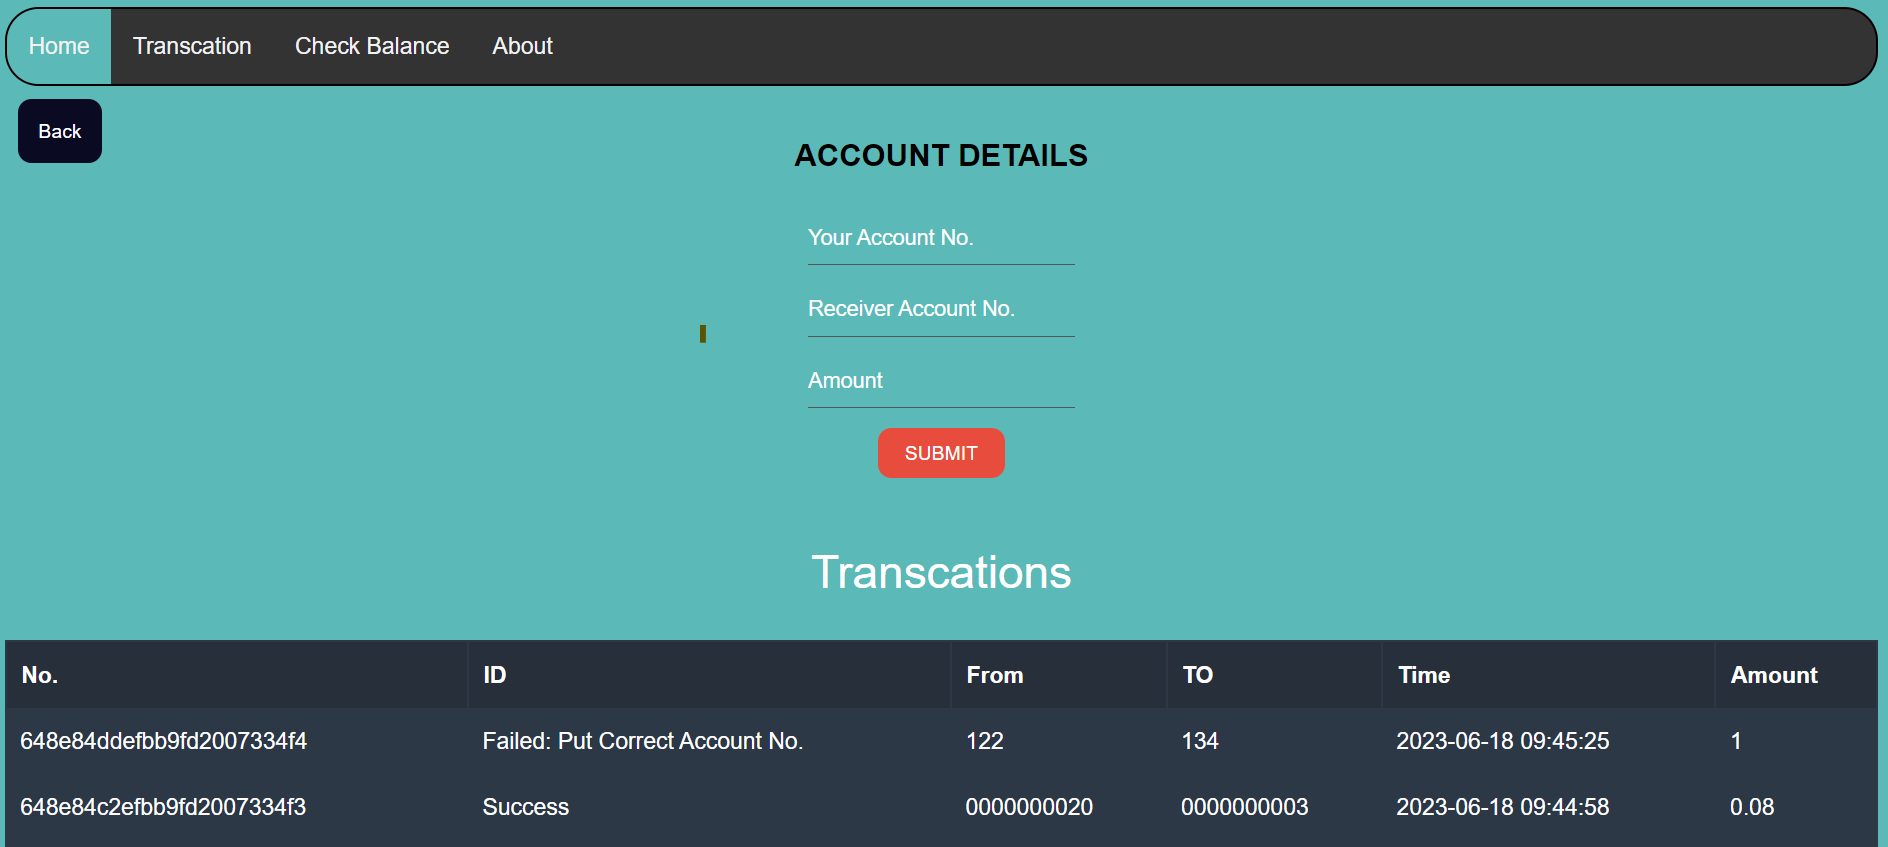 Home Transcation Check Balance About
Back
ACCOUNT DETAILS
Your Account No.
Receiver Account No.
Amount
SUBMIT
Transcations
No. ID From TO Time Amount
648e84ddefbb9fd2007334f4 Failed: Put Correct Account No. 122 134 2023-06-18 09:45:25 1
648e84c2efbb9fd2007334f3 Success 0000000020 0000000003 2023-06-18 09:44:58 0.08